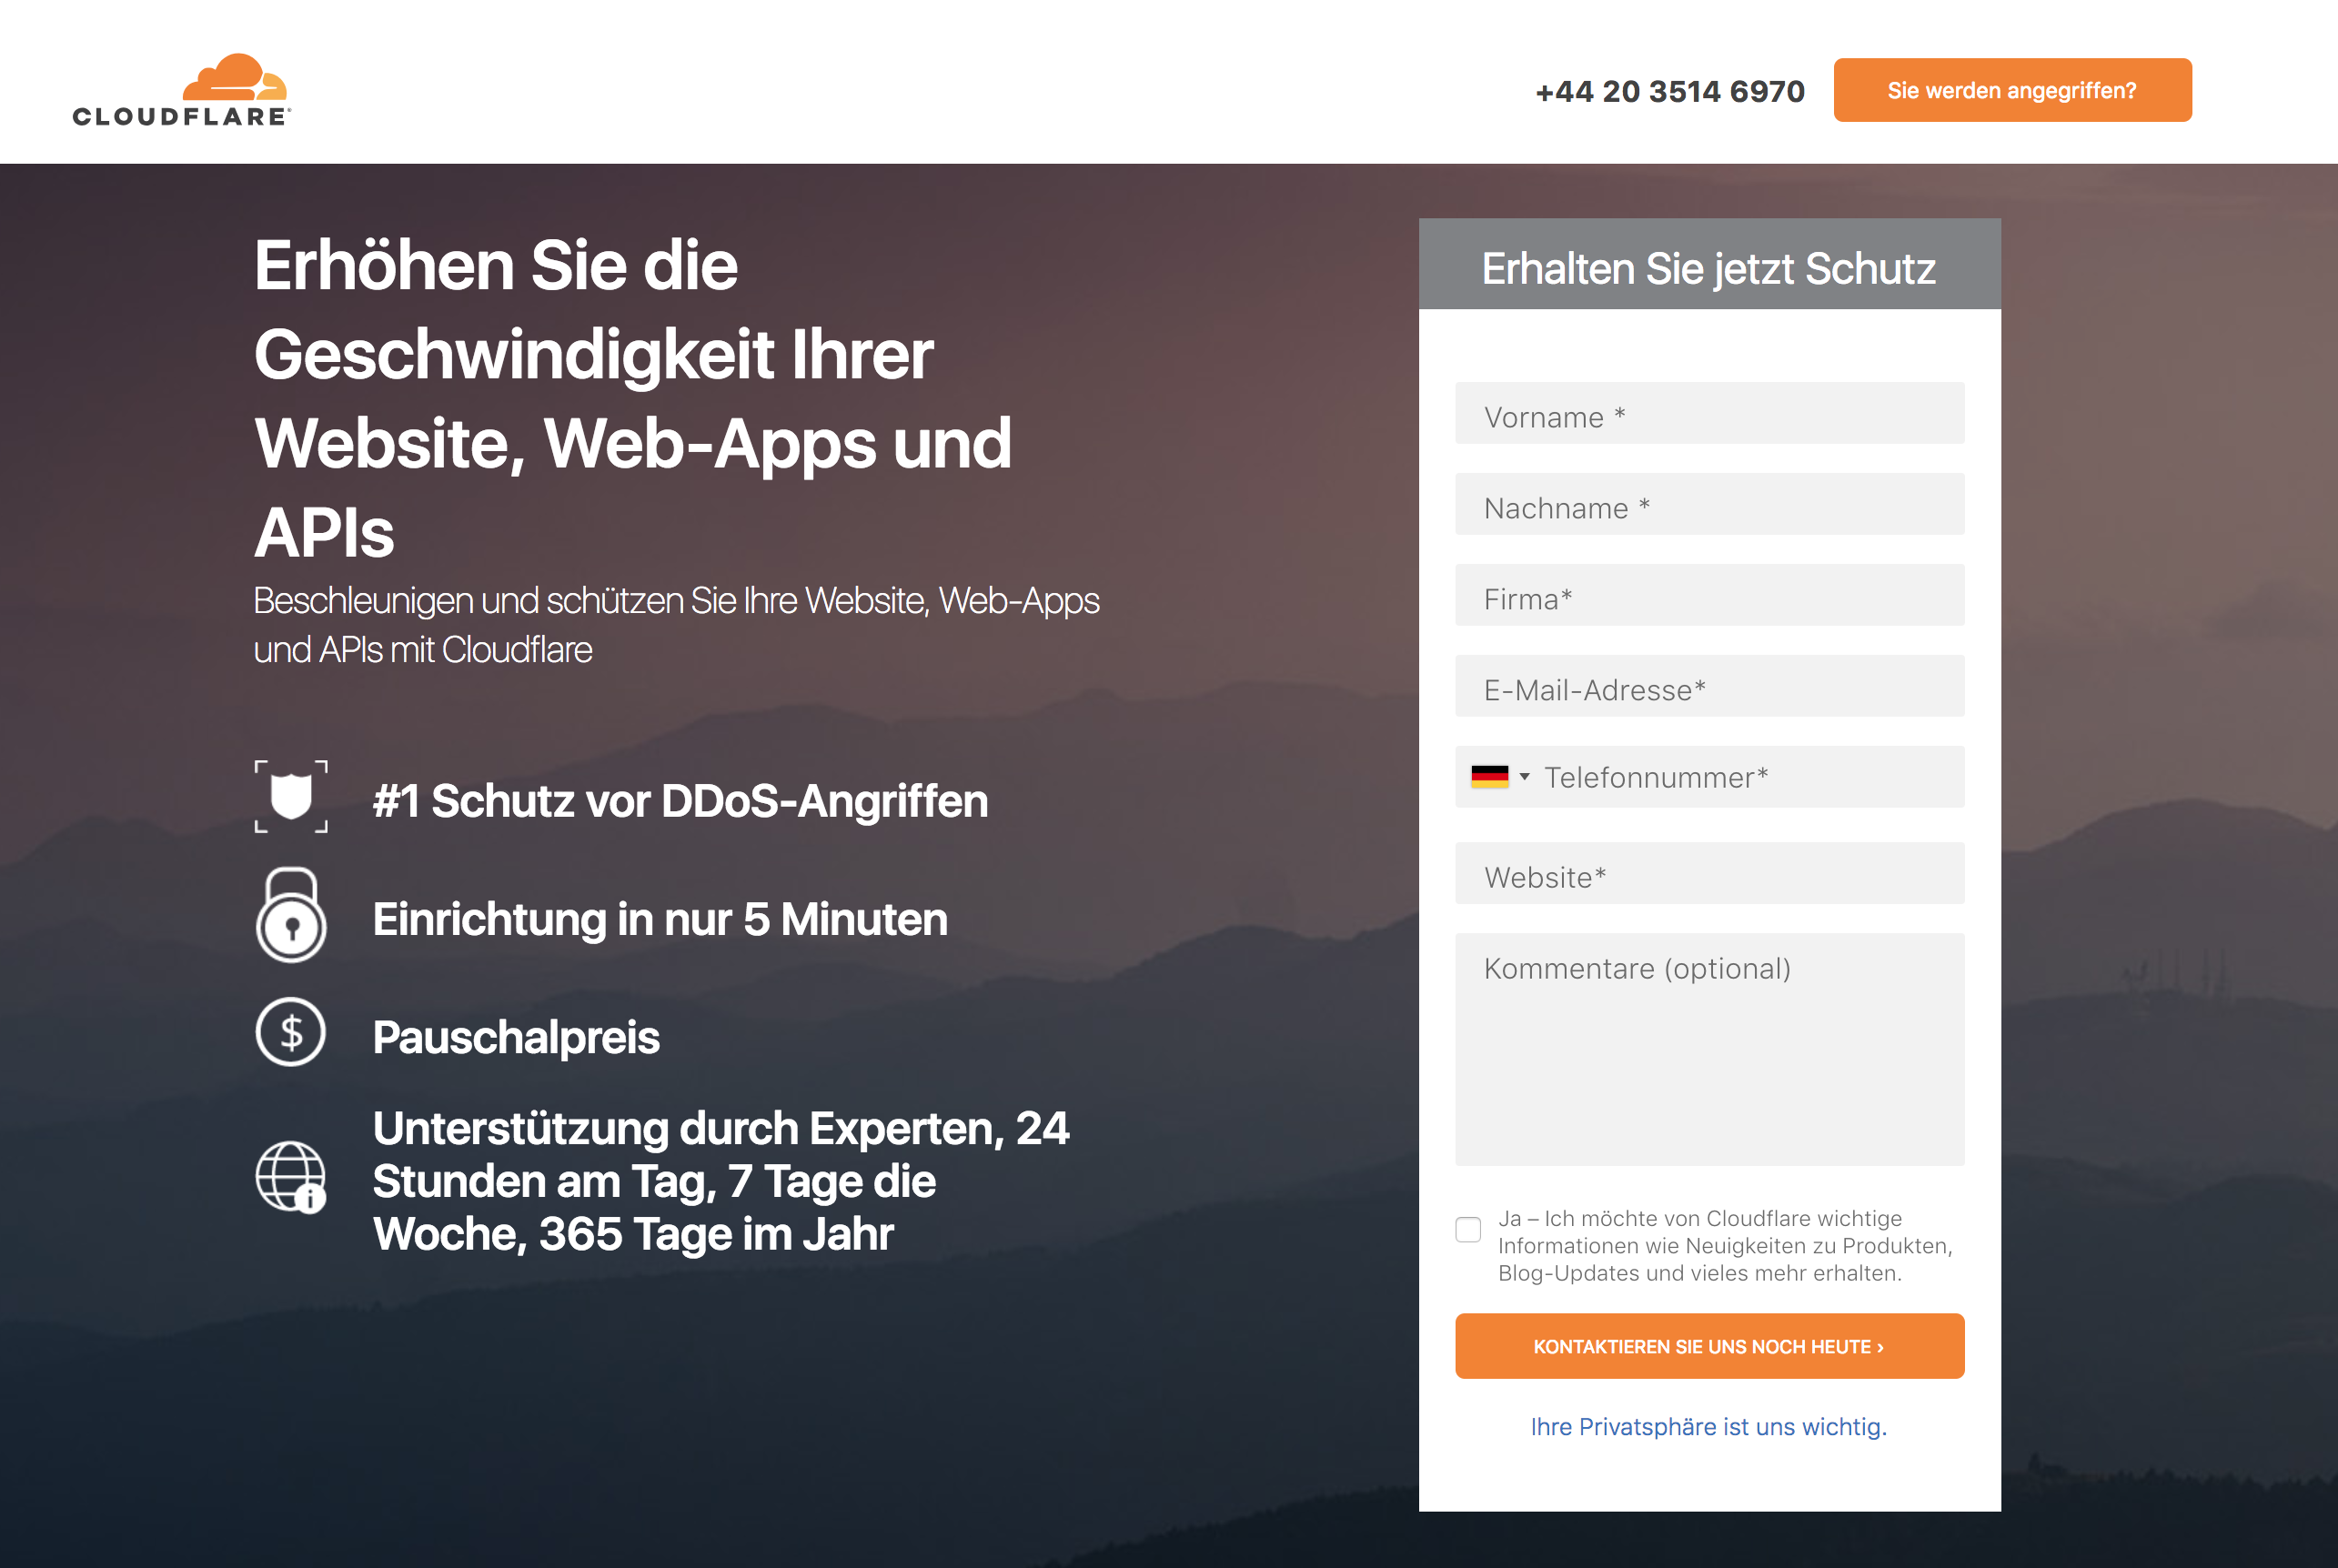 CLOUDFLARE®
+44 20 3514 6970
Sie werden angegriffen?
Erhöhen Sie die
Geschwindigkeit Ihrer
Website, Web-Apps und
APIs
Beschleunigen und schützen Sie Ihre Website, Web-Apps
und APIs mit Cloudflare
#1 Schutz vor DDoS-Angriffen
Einrichtung in nur 5 Minuten
$
Pauschalpreis
i
Unterstützung durch Experten, 24
Stunden am Tag, 7 Tage die
Woche, 365 Tage im Jahr
Erhalten Sie jetzt Schutz
Vorname *
Nachname *
Firma*
E-Mail-Adresse*
Telefonnummer*
Website*
Kommentare (optional)
Ja – Ich möchte von Cloudflare wichtige
Informationen wie Neuigkeiten zu Produkten,
Blog-Updates und vieles mehr erhalten.
KONTAKTIEREN SIE UNS NOCH HEUTE ›
Ihre Privatsphäre ist uns wichtig.